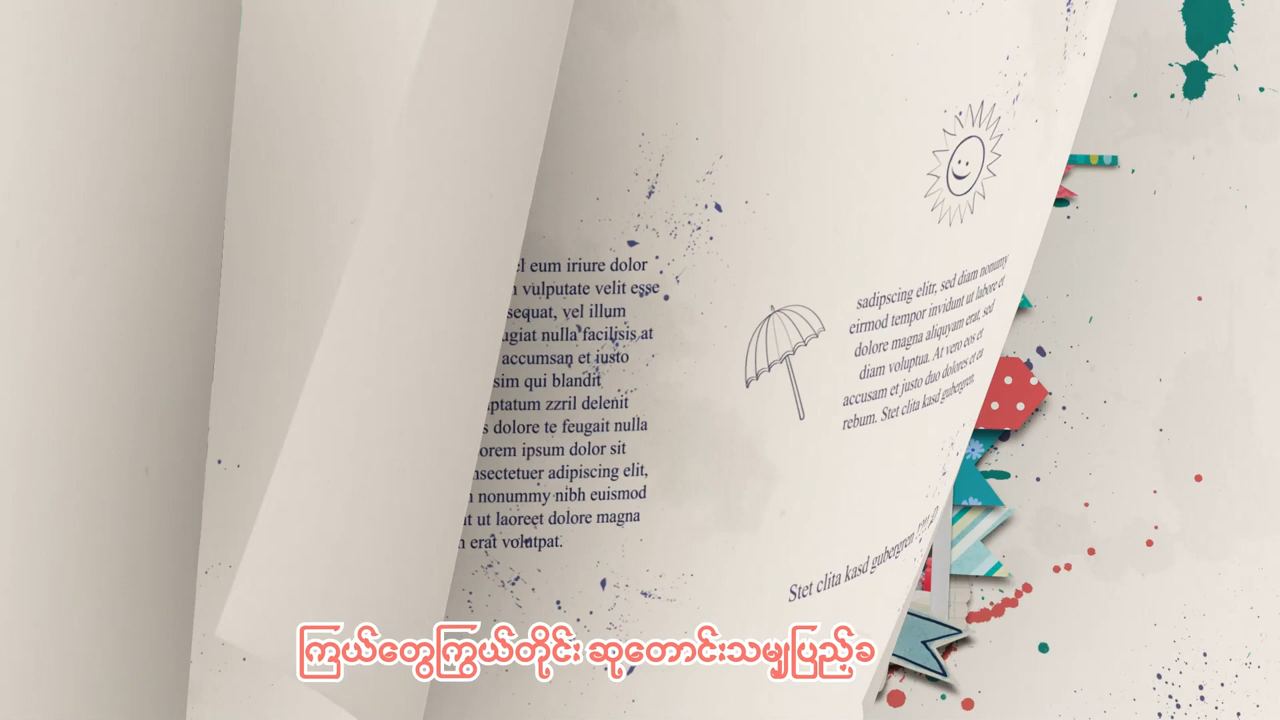 eum iriure dolor
vulputate velit esse
sequat, vel illum
nulla facilisis at
accumsan et iusto
sim qui blandit
ptatum zzril delenit
s dolore te feugait nulla
orem ipsum dolor sit
nsectetuer adipiscing elit,
nonummy nibh euismod
ut laoreet dolore magna
erat volutpat.
sadipscing elitr, sed diam nonumy
eirmod tempor invidunt ut labore et
dolore magna aliquyam erat, sed
diam voluptua. At vero eos et
accusam et justo duo dolores et ea
rebum. Stet clita kasd gubergren.
Stet clita kasd gubergren
ကြယ်တွေကြွယ်တိုင်း ဆုတောင်းသမျှပြည့်ခ